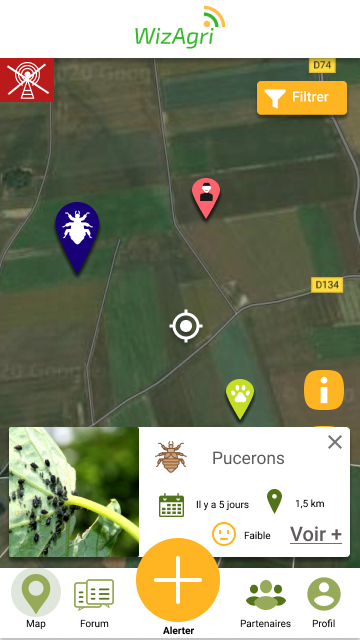 WizAgri
D74
Filtrer
D134
Pucerons
Il y a 5 jours
1,5 km
Faible
Voir +
Map
Forum
Alerter
Partenaires
Profil